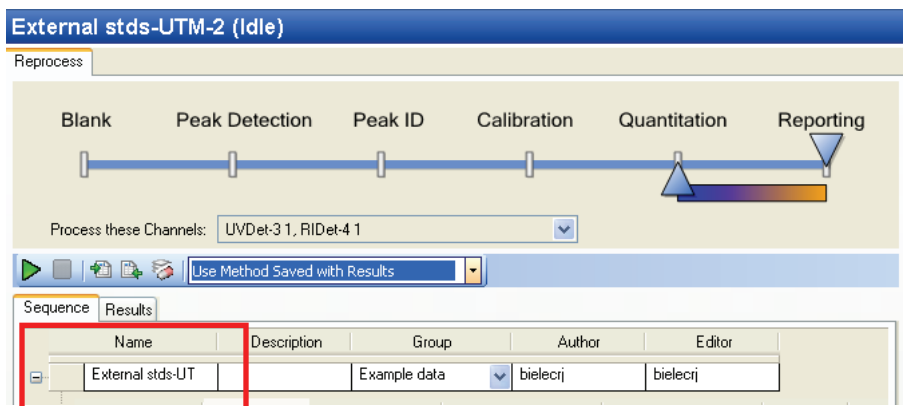 External stds-UTM-2 (Idle)
Reprocess
Blank Peak Detection Peak ID Calibration Quantitation Reporting
Process these Channels: UVDet-3 1, RIDet-4 1
Use Method Saved with Results
Sequence Results
Name Description Group Author Editor
External stds-UT Example data bielecrj bielecrj